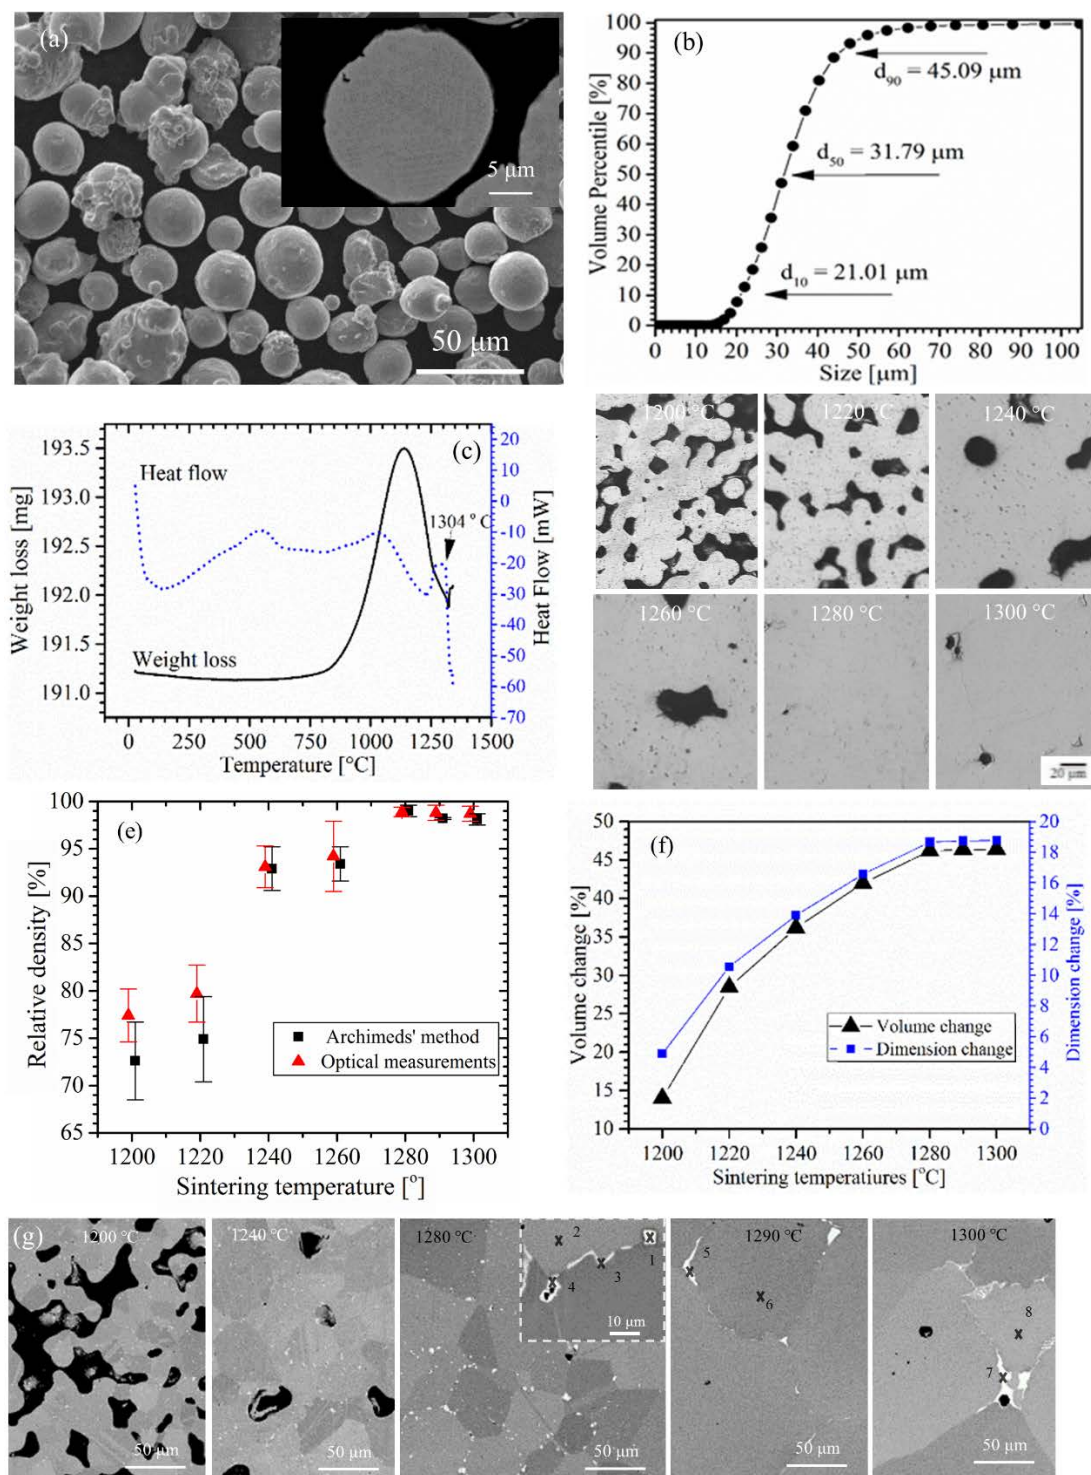 (a)
5 µm
50 µm
(b)
Volume Percentile [%]
100
90
80
70
60
50
40
30
20
10
0
d90 = 45.09 µm
d50 = 31.79 µm
d10 = 21.01 µm
0 10 20 30 40 50 60 70 80 90 100
Size [µm]
(c)
Weight loss [mg]
193.5
193.0
192.5
192.0
191.5
191.0
Heat flow
Weight loss
1304 ° C
20
10
0
-10
-20
-30
-40
-50
-60
-70
Heat Flow [mW]
0 250 500 750 1000 1250 1500
Temperature [°C]
1200 °C
1220 °C
1240 °C
1260 °C
1280 °C
1300 °C
20 µm
(e)
Relative density [%]
100
95
90
85
80
75
70
65
Archimeds' method
Optical measurements
1200 1220 1240 1260 1280 1300
Sintering temperature [°]
(f)
Volume change [%]
50
45
40
35
30
25
20
15
10
Volume change
Dimension change
20
18
16
14
12
10
8
6
4
2
0
Dimension change [%]
1200 1220 1240 1260 1280 1300
Sintering temperatiures [°C]
(g)
1200 °C
50 µm
1240 °C
50 µm
1280 °C
2
1
3
4
10 µm
50 µm
1290 °C
5
6
50 µm
1300 °C
8
7
50 µm